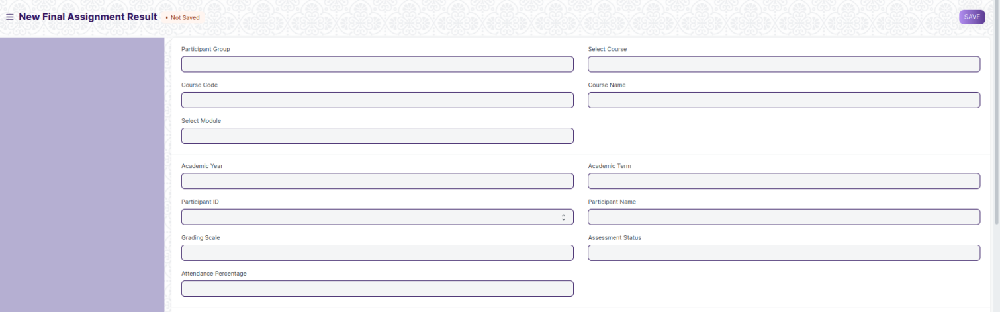 New Final Assignment Result • Not Saved SAVE
Participant Group Select Course
Course Code Course Name
Select Module
Academic Year Academic Term
Participant ID Participant Name
Grading Scale Assessment Status
Attendance Percentage